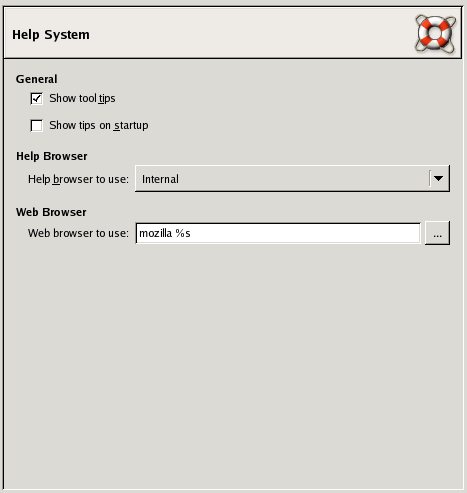 Help System
General
Show tool tips
Show tips on startup
Help Browser
Help browser to use: Internal
Web Browser
Web browser to use: mozilla %s ...